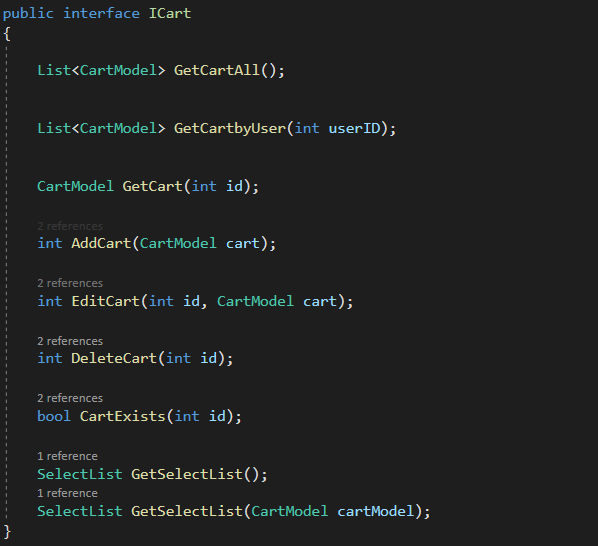 public interface ICart
{
List<CartModel> GetCartAll();
List<CartModel> GetCartbyUser(int userID);
CartModel GetCart(int id);
2 references
int AddCart(CartModel cart);
2 references
int EditCart(int id, CartModel cart);
2 references
int DeleteCart(int id);
2 references
bool CartExists(int id);
1 reference
SelectList GetSelectList();
1 reference
SelectList GetSelectList(CartModel cartModel);
}